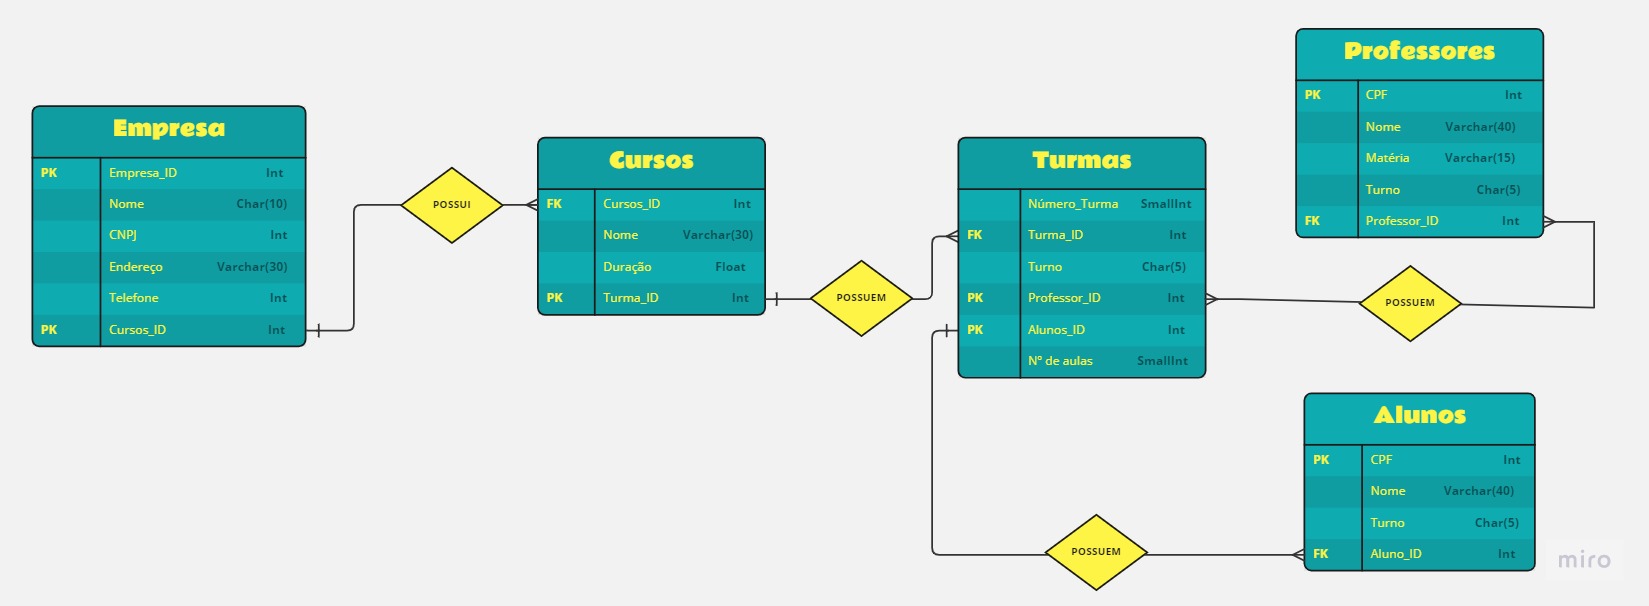 Empresa
PK Empresa_ID Int
Nome Char(10)
CNPJ Int
Endereço Varchar(30)
Telefone Int
PK Cursos_ID Int
POSSUI
Cursos
FK Cursos_ID Int
Nome Varchar(30)
Duração Float
PK Turma_ID Int
POSSUEM
Turmas
Número_Turma SmallInt
FK Turma_ID Int
Turno Char(5)
PK Professor_ID Int
PK Alunos_ID Int
Nº de aulas SmallInt
Professores
PK CPF Int
Nome Varchar(40)
Matéria Varchar(15)
Turno Char(5)
FK Professor_ID Int
POSSUEM
Alunos
PK CPF Int
Nome Varchar(40)
Turno Char(5)
FK Aluno_ID Int
POSSUEM
miro